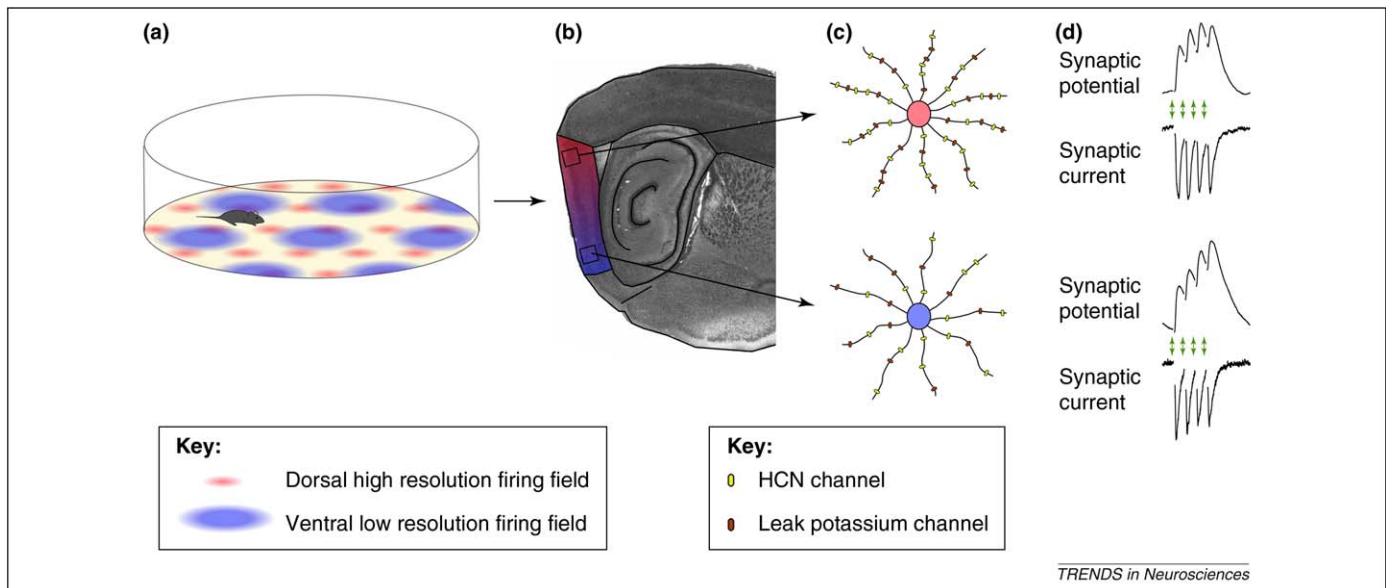 (a)
(b)
(c)
(d)
Synaptic
potential
Synaptic
current
Synaptic
potential
Synaptic
current
Key:
Dorsal high resolution firing field
Ventral low resolution firing field
Key:
HCN channel
Leak potassium channel
TRENDS in Neurosciences